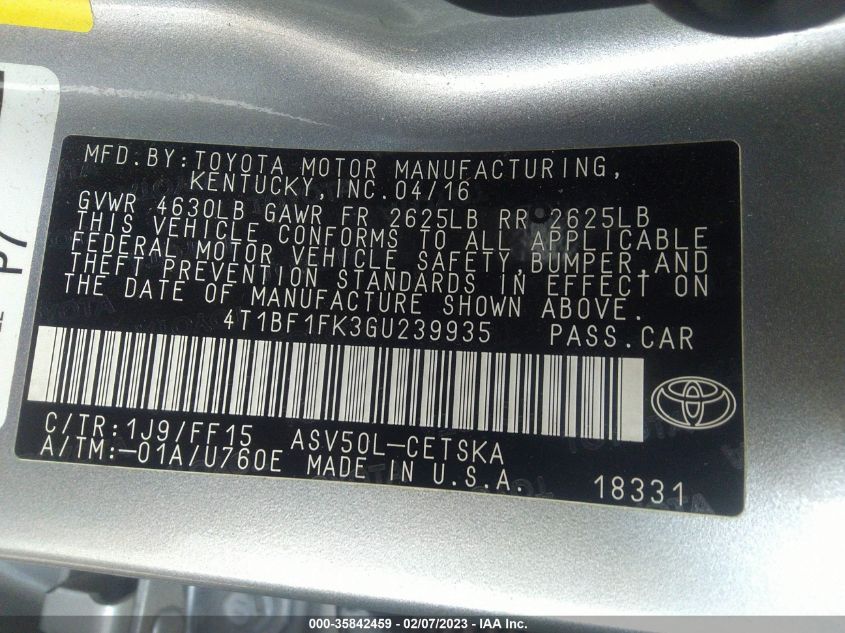 P7
MFD.BY:TOYOTA MOTOR MANUFACTURING,
KENTUCKY,INC.04/16
GVWR 4630LB GAWR FR 2625LB RR 2625LB
THIS VEHICLE CONFORMS TO ALL APPLICABLE
FEDERAL MOTOR VEHICLE SAFETY,BUMPER,AND
THEFT PREVENTION STANDARDS IN EFFECT ON
THE DATE OF MANUFACTURE SHOWN ABOVE.
4T1BF1FK3GU239935 PASS.CAR
C/TR:1J9/FF15 ASV50L-CETSKA
A/TM:-01A/U760E MADE IN U.S.A.
18331
000-35842459 — 02/07/2023 — IAA Inc.